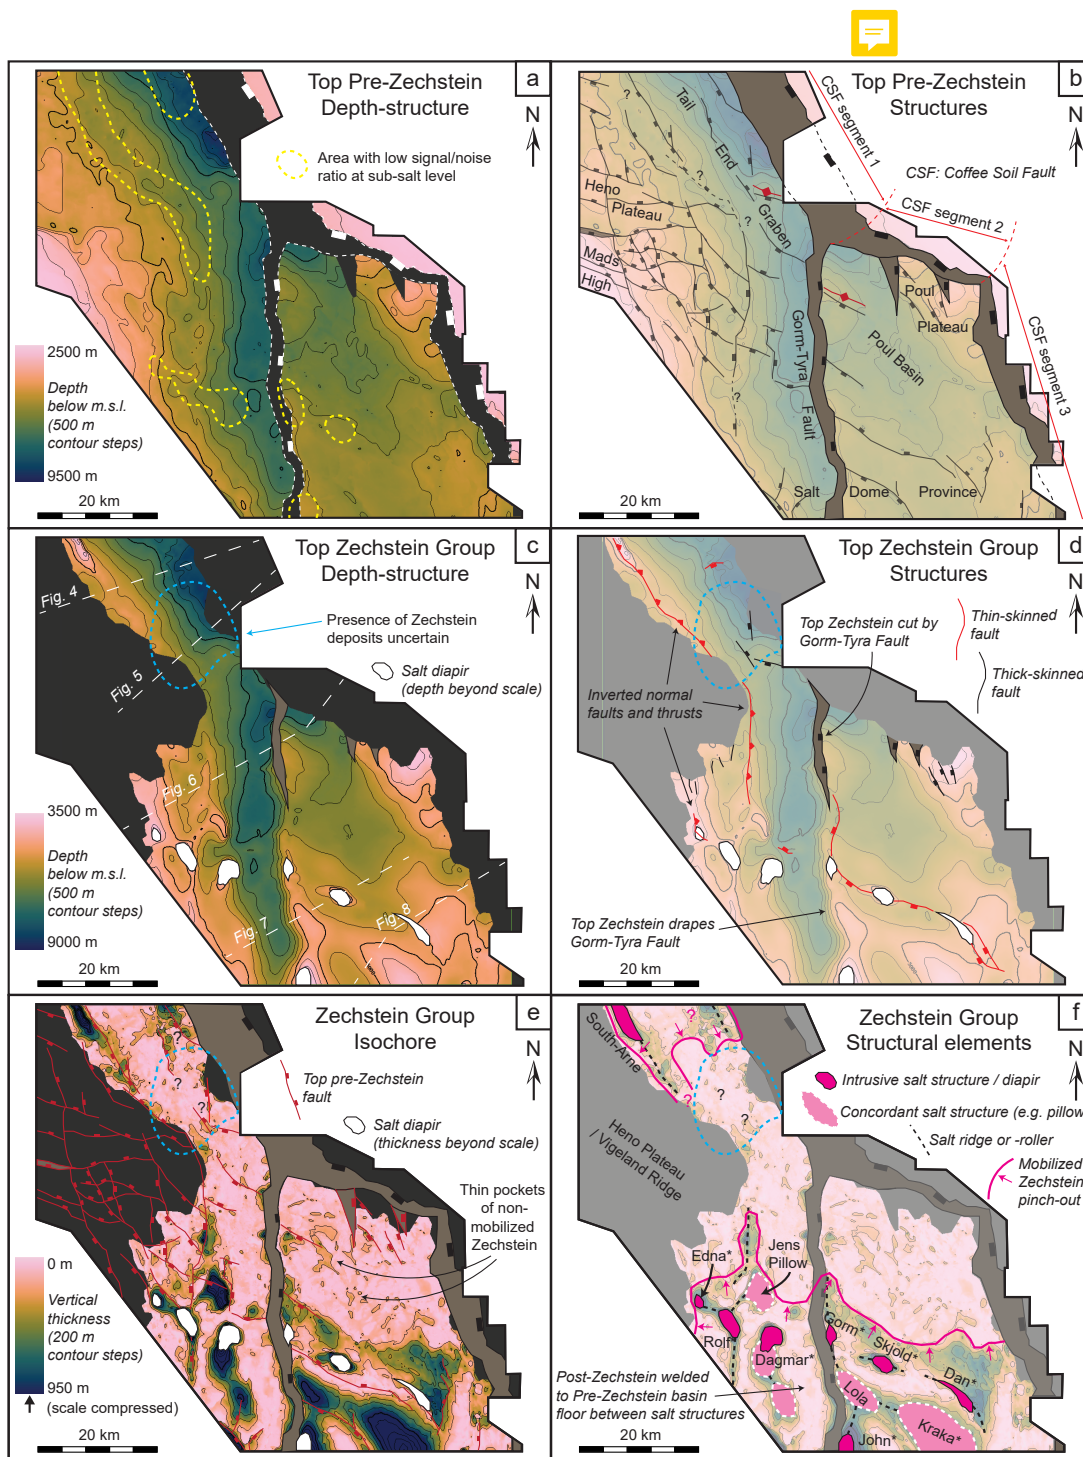 Top Pre-Zechstein
Depth-structure
a
N
Area with low signal/noise
ratio at sub-salt level
2500 m
Depth
below m.s.l.
(500 m
contour steps)
9500 m
20 km
Top Pre-Zechstein
Structures
b
N
CSF segment 1
CSF: Coffee Soil Fault
CSF segment 2
CSF segment 3
Tail
End
Graben
Heno
Plateau
Mads
High
?
?
?
?
Gorm-Tyra
Fault
Poul
Plateau
Poul Basin
Salt
Dome
Province
20 km
Top Zechstein Group
Depth-structure
c
N
Fig. 4
Fig. 5
Fig. 6
Fig. 7
Fig. 8
Presence of Zechstein
deposits uncertain
Salt diapir
(depth beyond scale)
3500 m
Depth
below m.s.l.
(500 m
contour steps)
9000 m
20 km
Top Zechstein Group
Structures
d
N
Top Zechstein cut by
Gorm-Tyra Fault
Thin-skinned
fault
Thick-skinned
fault
Inverted normal
faults and thrusts
Top Zechstein drapes
Gorm-Tyra Fault
20 km
Zechstein Group
Isochore
e
N
?
?
?
Top pre-Zechstein
fault
Salt diapir
(thickness beyond scale)
Thin pockets
of non-
mobilized
Zechstein
0 m
Vertical
thickness
(200 m
contour steps)
950 m
(scale compressed)
20 km
Zechstein Group
Structural elements
f
N
Intrusive salt structure / diapir
Concordant salt structure (e.g. pillow
Salt ridge or -roller
Mobilized
Zechstein
pinch-out
South-Arne
?
?
?
?
Heno Plateau
/ Vigeland Ridge
Edna*
Jens
Pillow
Rolf*
Dagmar*
Gorm*
Skjold*
Dan*
Lola
Kraka*
John*
Post-Zechstein welded
to Pre-Zechstein basin
floor between salt structures
20 km